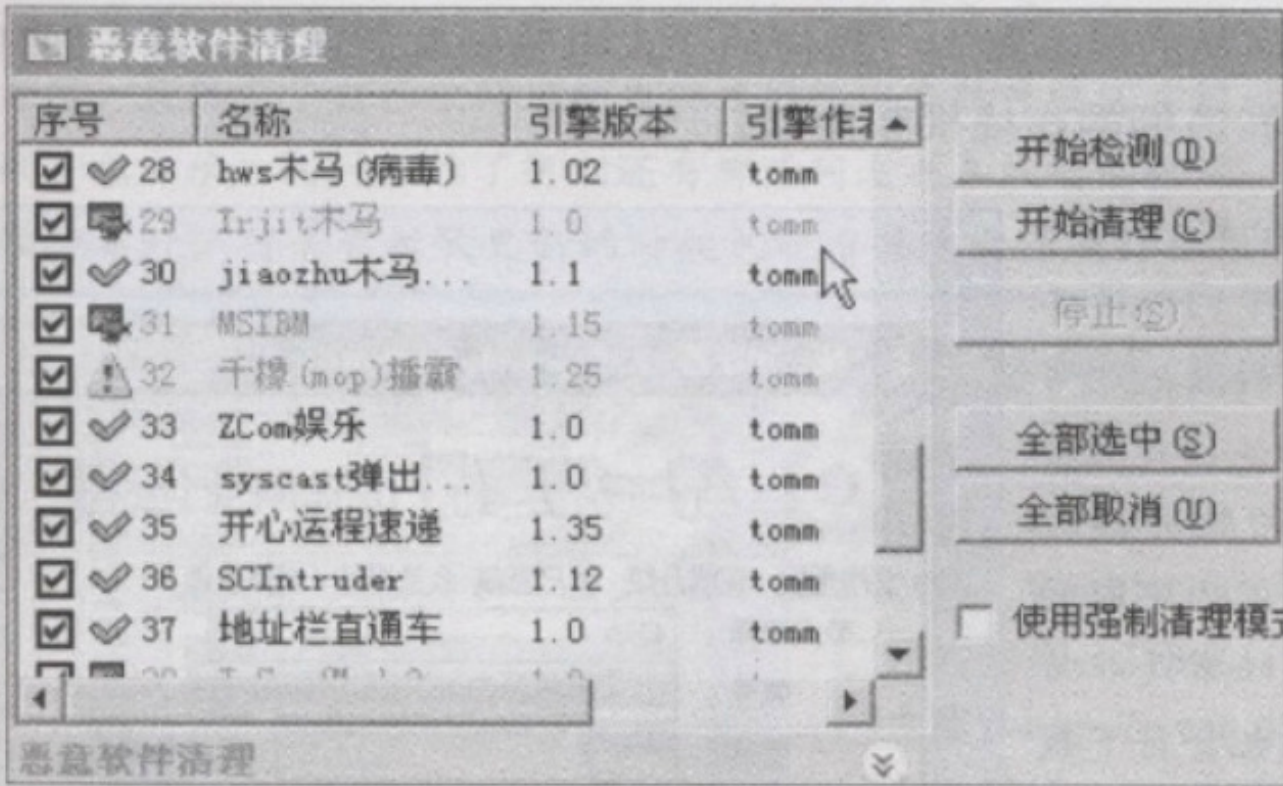 恶意软件清理
序号 名称 引擎版本 引擎作
28 hws木马(病毒) 1.02 tomm
29 Irjit木马 1.0 tomm
30 jiaozhu木马... 1.1 tomm
31 MSIBM 1.15 tomm
32 千橡(mop)播霸 1.25 tomm
33 ZCom娱乐 1.0 tomm
34 syscast弹出... 1.0 tomm
35 开心运程速递 1.35 tomm
36 SCIntruder 1.12 tomm
37 地址栏直通车 1.0 tomm
开始检测(D)
开始清理(C)
停止(S)
全部选中(S)
全部取消(U)
使用强制清理模
恶意软件清理